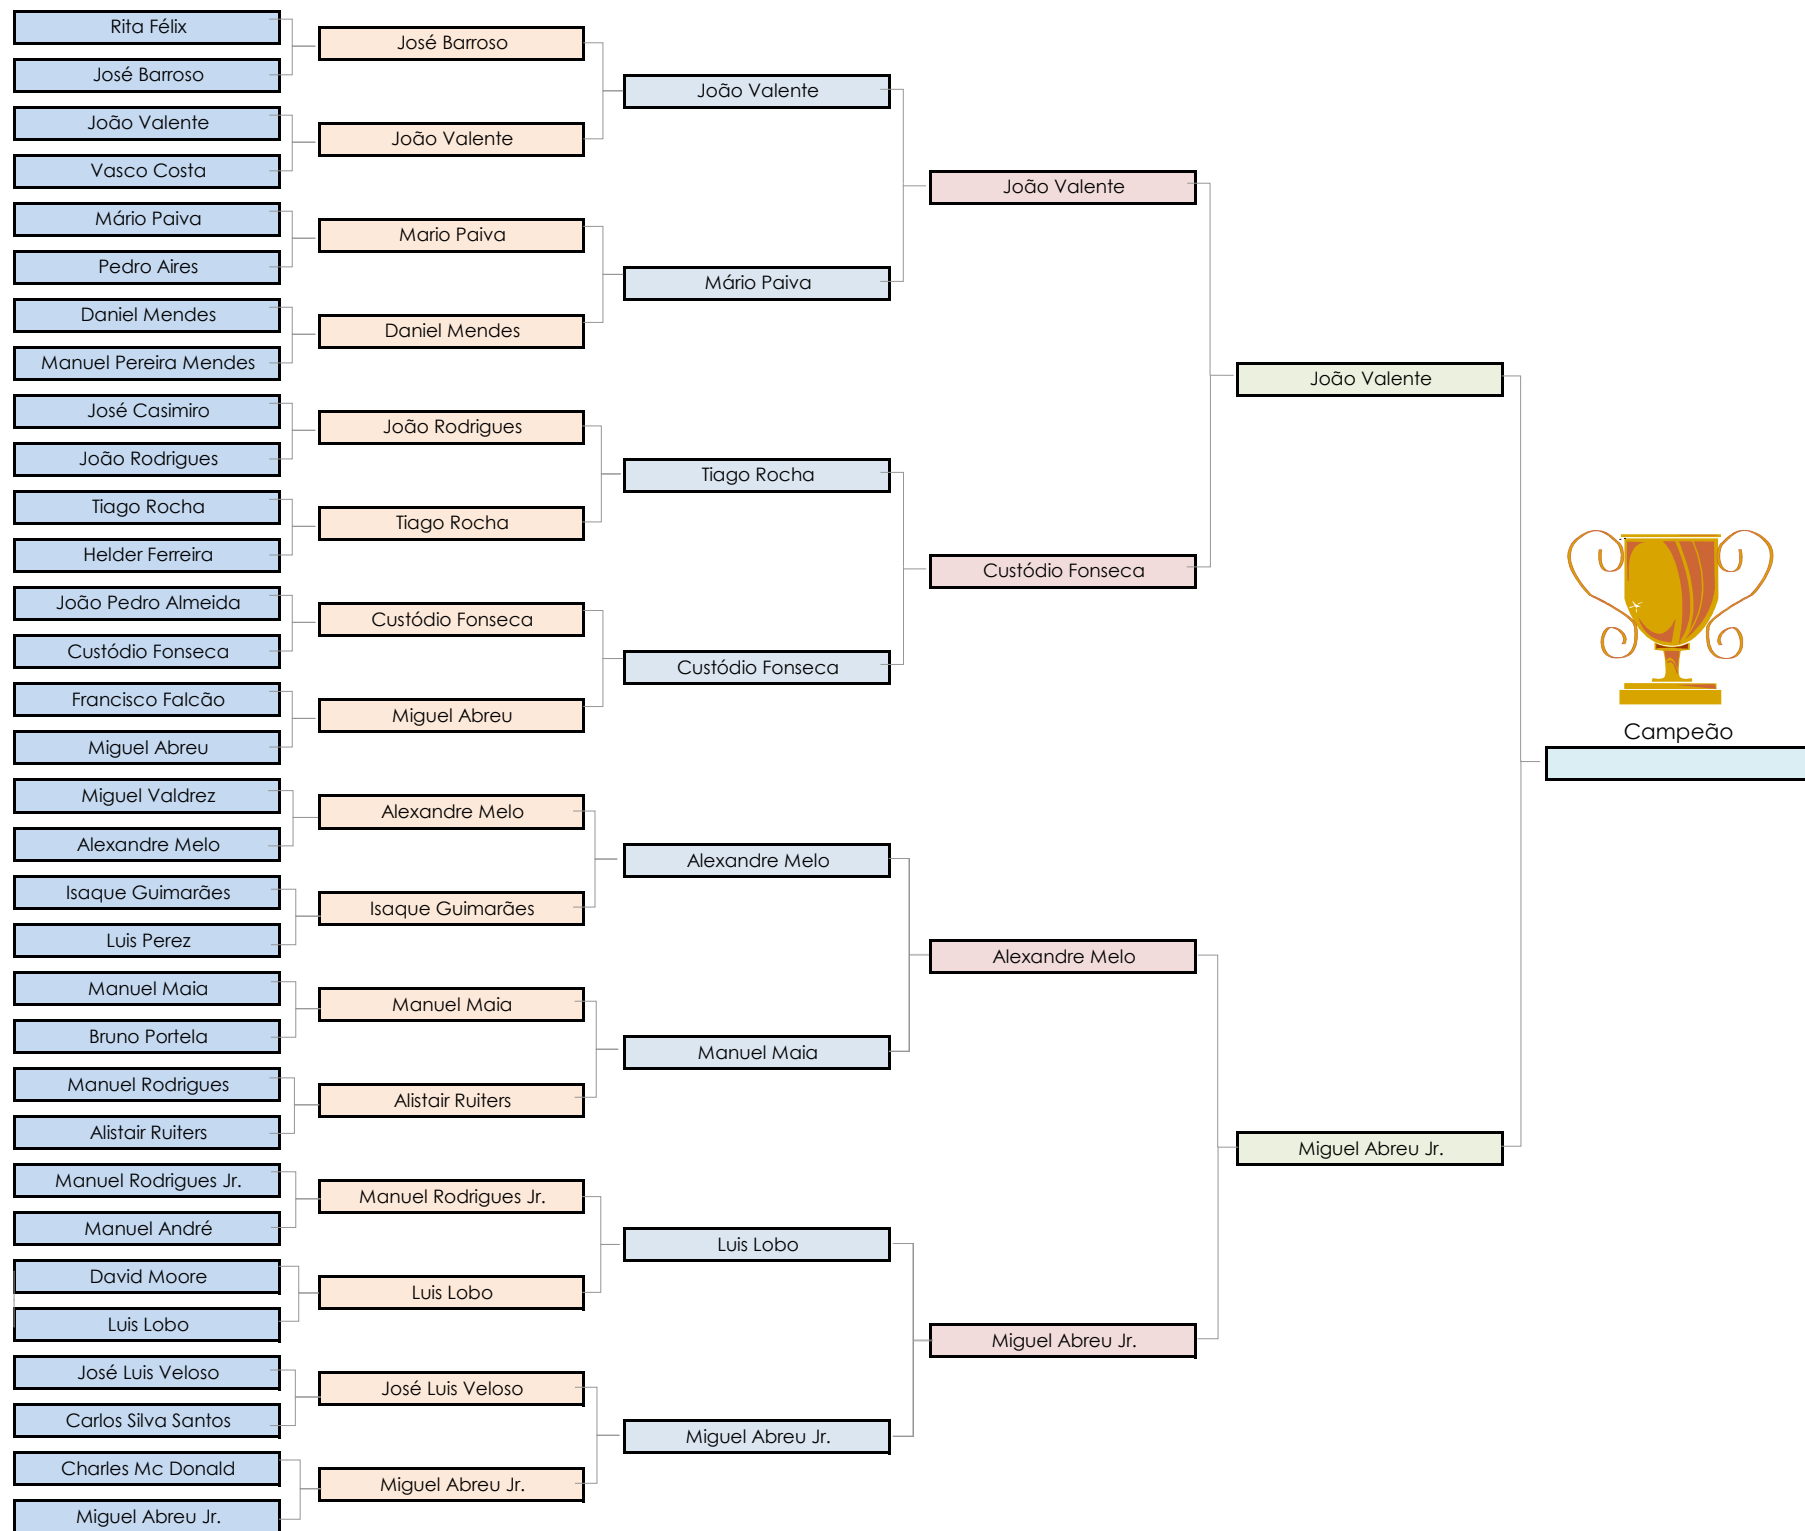 Rita Félix
José Barroso
João Valente
Vasco Costa
Mário Paiva
Pedro Aires
Daniel Mendes
Manuel Pereira Mendes
José Casimiro
João Rodrigues
Tiago Rocha
Helder Ferreira
João Pedro Almeida
Custódio Fonseca
Francisco Falcão
Miguel Abreu
Miguel Valdrez
Alexandre Melo
Isaque Guimarães
Luis Perez
Manuel Maia
Bruno Portela
Manuel Rodrigues
Alistair Ruiters
Manuel Rodrigues Jr.
Manuel André
David Moore
Luis Lobo
José Luis Veloso
Carlos Silva Santos
Charles Mc Donald
Miguel Abreu Jr.
José Barroso
João Valente
Mario Paiva
Daniel Mendes
João Rodrigues
Tiago Rocha
Custódio Fonseca
Miguel Abreu
Alexandre Melo
Isaque Guimarães
Manuel Maia
Alistair Ruiters
Manuel Rodrigues Jr.
Luis Lobo
José Luis Veloso
Miguel Abreu Jr.
João Valente
Mário Paiva
Tiago Rocha
Custódio Fonseca
Alexandre Melo
Manuel Maia
Luis Lobo
Miguel Abreu Jr.
João Valente
Custódio Fonseca
Alexandre Melo
Miguel Abreu Jr.
João Valente
Miguel Abreu Jr.
Campeão